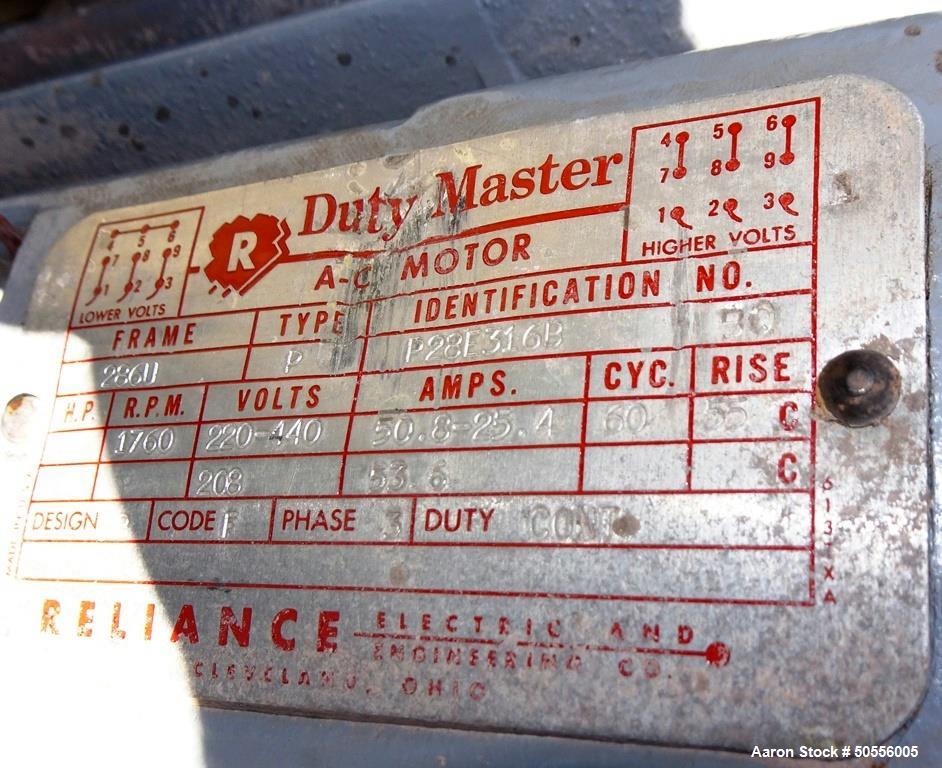 4 5 6
7 8 9
1 2 3
LOWER VOLTS
R
Duty Master
A-C MOTOR
4 5 6
7 8 9
1 2 3
HIGHER VOLTS
FRAME TYPE IDENTIFICATION NO.
286U P P28E316B
H.P. R.P.M. VOLTS AMPS. CYC. RISE
1760 220-440 50.8-25.4 60 55 C
208 53.6 C
DESIGN CODE F PHASE 3 DUTY CONT
RELIANCE ELECTRIC AND
ENGINEERING CO.
CLEVELAND, OHIO
Aaron Stock # 50556005